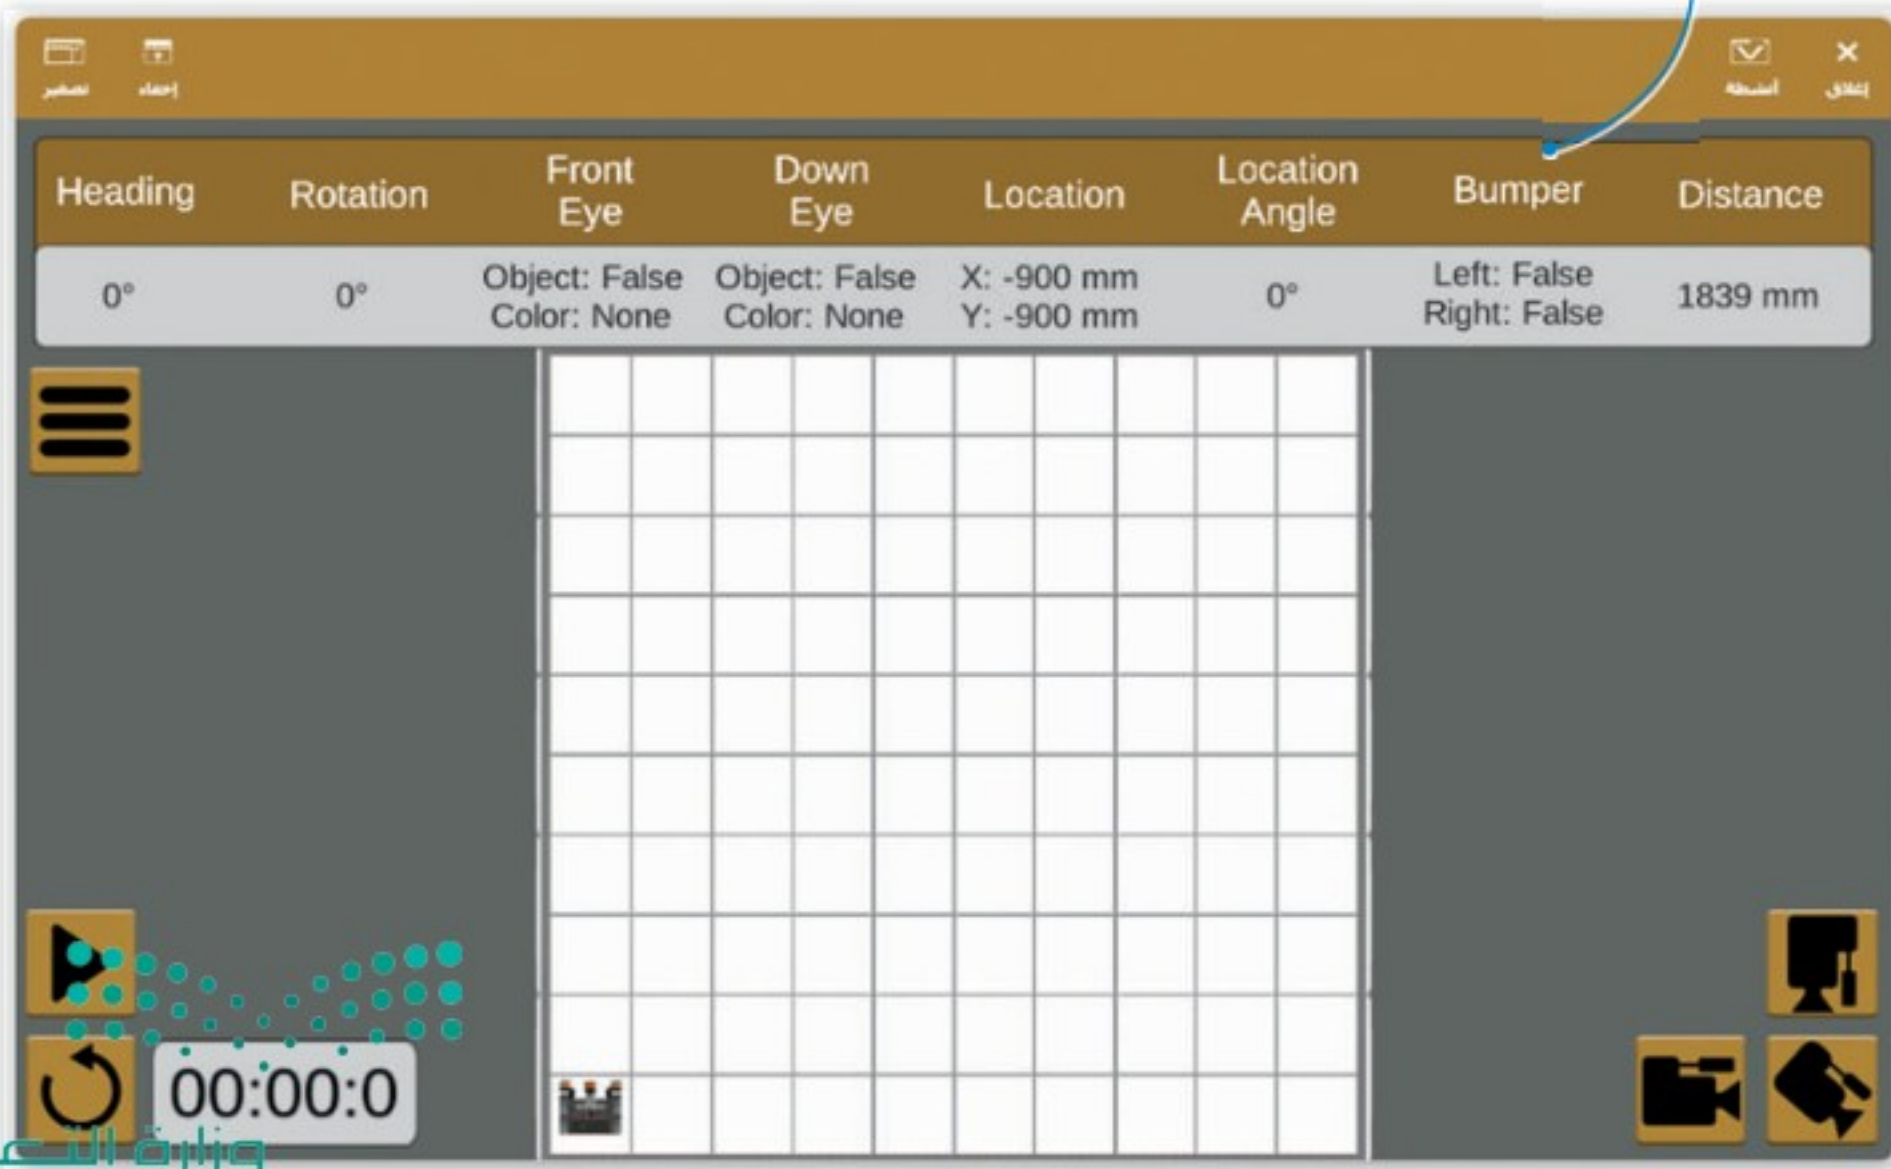 تصغير
إخفاء
أنشطة
إغلاق
Heading
Rotation
Front
Eye
Down
Eye
Location
Location
Angle
Bumper
Distance
0°
0°
Object: False
Color: None
Object: False
Color: None
X: -900 mm
Y: -900 mm
0°
Left: False
Right: False
1839 mm
00:00:0
وزارة التع